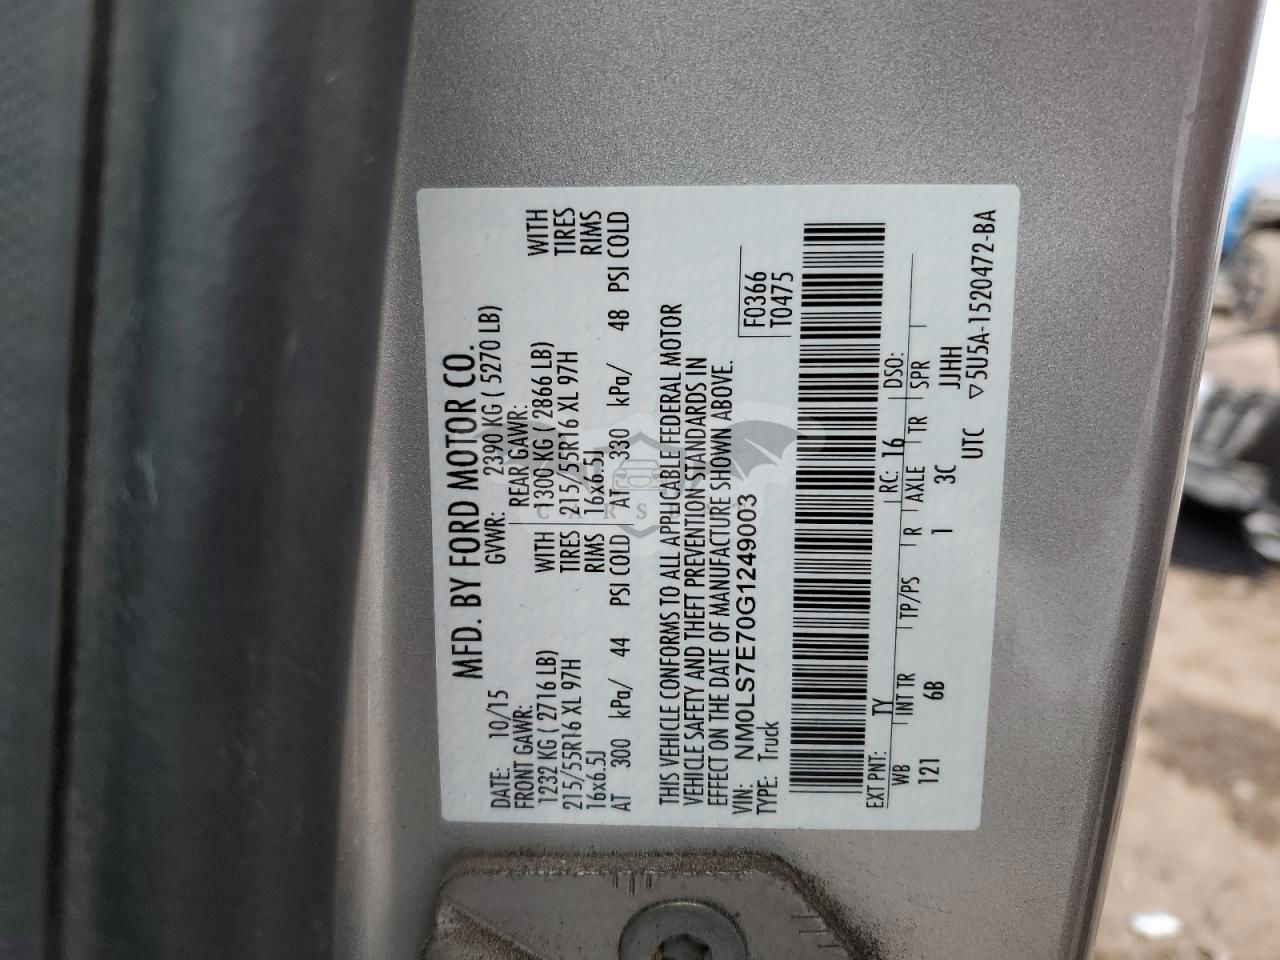 MFD. BY FORD MOTOR CO.
DATE: 10/15 GVWR: 2390 KG ( 5270 LB)
FRONT GAWR: REAR GAWR:
1232 KG ( 2716 LB) WITH 1300 KG ( 2866 LB) WITH
215/55R16 XL 97H TIRES 215/55R16 XL 97H TIRES
16x6.5J RIMS 16x6.5J RIMS
AT 300 kPa/ 44 PSI COLD AT 330 kPa/ 48 PSI COLD
THIS VEHICLE CONFORMS TO ALL APPLICABLE FEDERAL MOTOR
VEHICLE SAFETY AND THEFT PREVENTION STANDARDS IN
EFFECT ON THE DATE OF MANUFACTURE SHOWN ABOVE.
VIN: NM0LS7E70G1249003 F0366
TYPE: Truck T0475
EXT PNT: TY RC: 16 DSO:
WB INT TR TP/PS R AXLE TR SPR
121 6B 1 3C JJHH
UTC ▽5U5A-1520472-BA